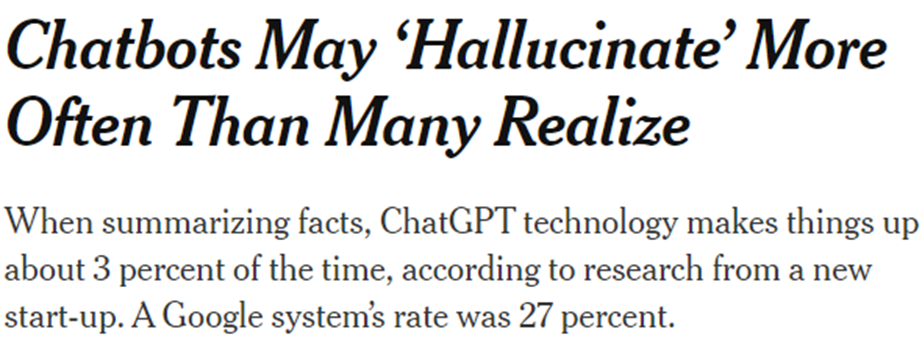 Chatbots May ‘Hallucinate’ More
Often Than Many Realize
When summarizing facts, ChatGPT technology makes things up
about 3 percent of the time, according to research from a new
start-up. A Google system’s rate was 27 percent.